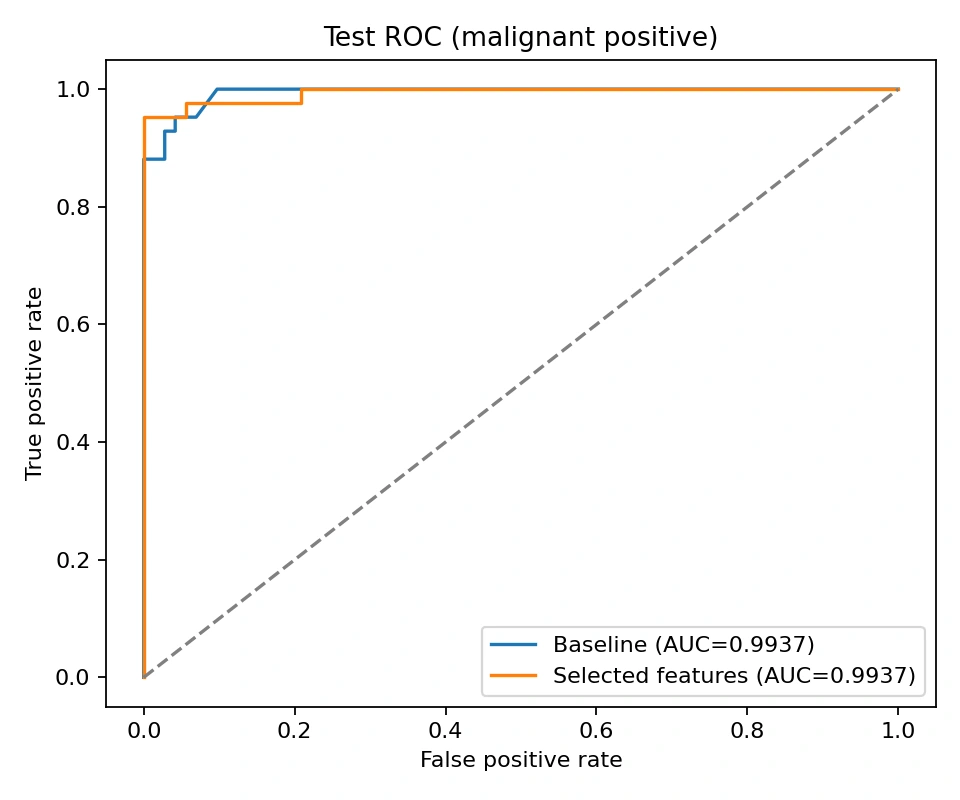 Test ROC (malignant positive)
True positive rate
1.0
0.8
0.6
0.4
0.2
0.0
0.0 0.2 0.4 0.6 0.8 1.0
False positive rate
Baseline (AUC=0.9937)
Selected features (AUC=0.9937)